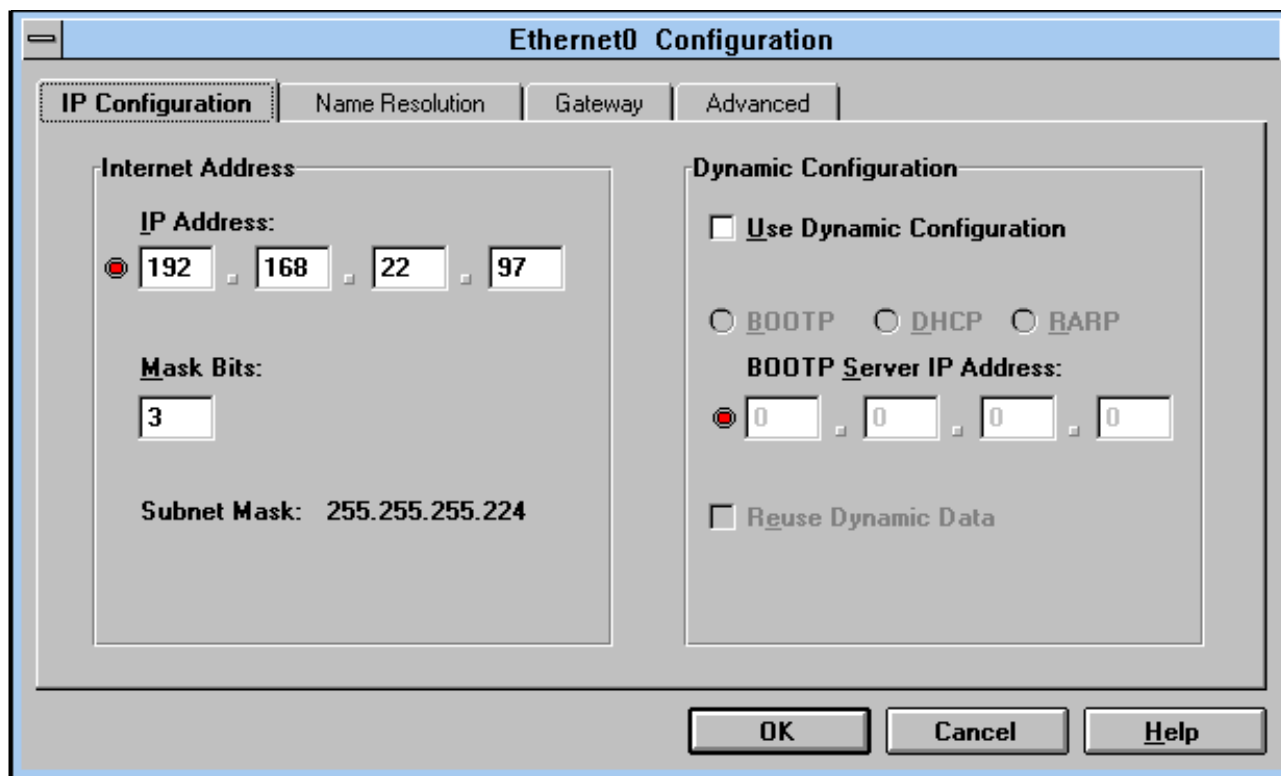 Ethernet0 Configuration
IP Configuration Name Resolution Gateway Advanced
Internet Address
IP Address:
192 . 168 . 22 . 97
Mask Bits:
3
Subnet Mask: 255.255.255.224
Dynamic Configuration
Use Dynamic Configuration
BOOTP DHCP RARP
BOOTP Server IP Address:
0 . 0 . 0 . 0
Reuse Dynamic Data
OK Cancel Help